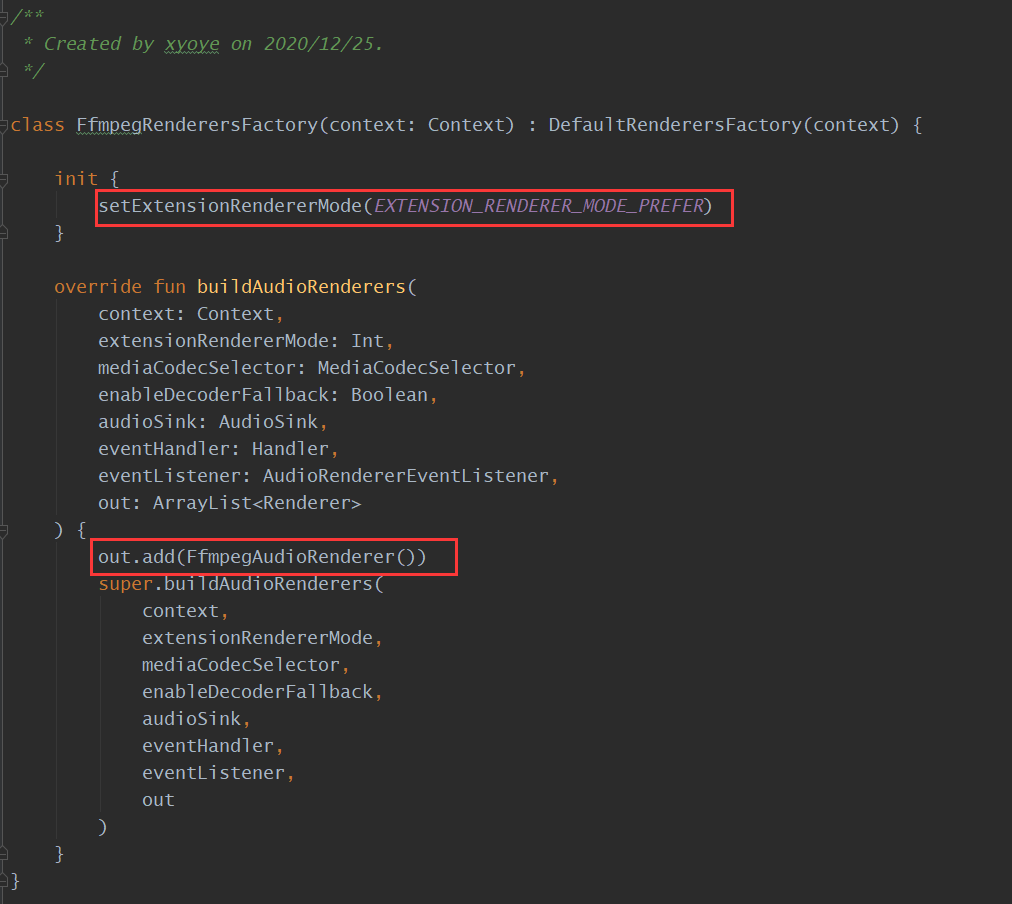 /**
 * Created by xyoye on 2020/12/25.
 */
class FfmpegRenderersFactory(context: Context) : DefaultRenderersFactory(context) {
    init {
        setExtensionRendererMode(EXTENSION_RENDERER_MODE_PREFER)
    }
    override fun buildAudioRenderers(
        context: Context,
        extensionRendererMode: Int,
        mediaCodecSelector: MediaCodecSelector,
        enableDecoderFallback: Boolean,
        audioSink: AudioSink,
        eventHandler: Handler,
        eventListener: AudioRendererEventListener,
        out: ArrayList<Renderer>
    ) {
        out.add(FfmpegAudioRenderer())
        super.buildAudioRenderers(
            context,
            extensionRendererMode,
            mediaCodecSelector,
            enableDecoderFallback,
            audioSink,
            eventHandler,
            eventListener,
            out
        )
    }
}